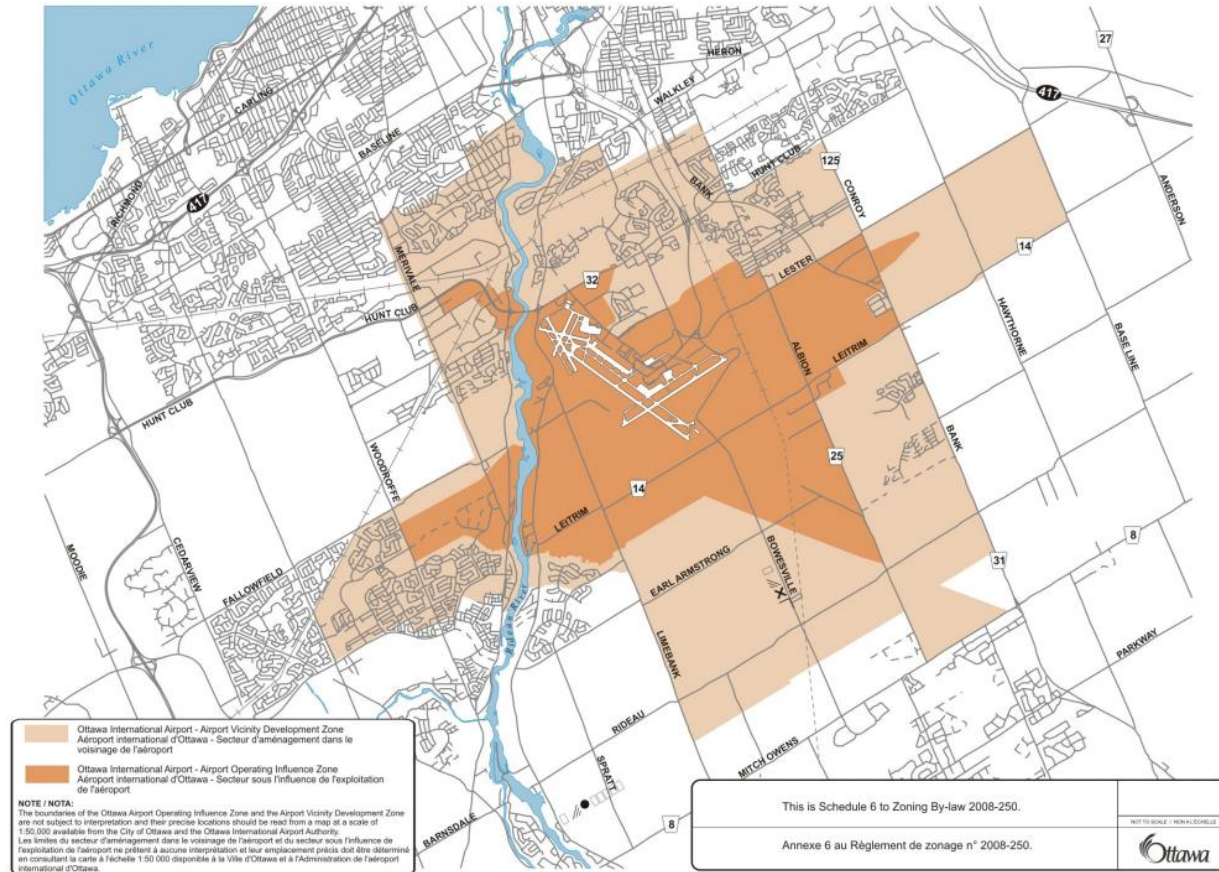 Ottawa River
CARLING
HERON
27
WALKLEY
417
BASELINE
RICHMOND
417
HUNT CLUB
125
BANK
CONROY
ANDERSON
MERIVALE
14
LESTER
32
HUNT CLUB
HAWTHORNE
BASE LINE
ALBION
LEITRIM
HUNT CLUB
WOODROFFE
BANK
25
14
LEITRIM
MOODIE
CEDARVIEW
FALLOWFIELD
EARL ARMSTRONG
BOWESVILLE
8
31
Rideau River
LIMEBANK
PARKWAY
RIDEAU
MITCH OWENS
SPRATT
BARNSDALE
8
Ottawa International Airport - Airport Vicinity Development Zone
Aéroport international d'Ottawa - Secteur d'aménagement dans le
voisinage de l'aéroport
Ottawa International Airport - Airport Operating Influence Zone
Aéroport international d'Ottawa - Secteur sous l'influence de l'exploitation
de l'aéroport
NOTE / NOTA:
The boundaries of the Ottawa Airport Operating Influence Zone and the Airport Vicinity Development Zone
are not subject to interpretation and their precise locations should be read from a map at a scale of
1:50,000 available from the City of Ottawa and the Ottawa International Airport Authority.
Les limites du secteur d'aménagement dans le voisinage de l'aéroport et du secteur sous l'influence de
l'exploitation de l'aéroport ne prêtent à aucune interprétation et leur emplacement précis doit être déterminé
en consultant la carte à l'échelle 1:50 000 disponible à la Ville d'Ottawa et à l'Administration de l'aéroport
international d'Ottawa.
This is Schedule 6 to Zoning By-law 2008-250.
Annexe 6 au Règlement de zonage n° 2008-250.
NOT TO SCALE / NON À L'ÉCHELLE
Ottawa